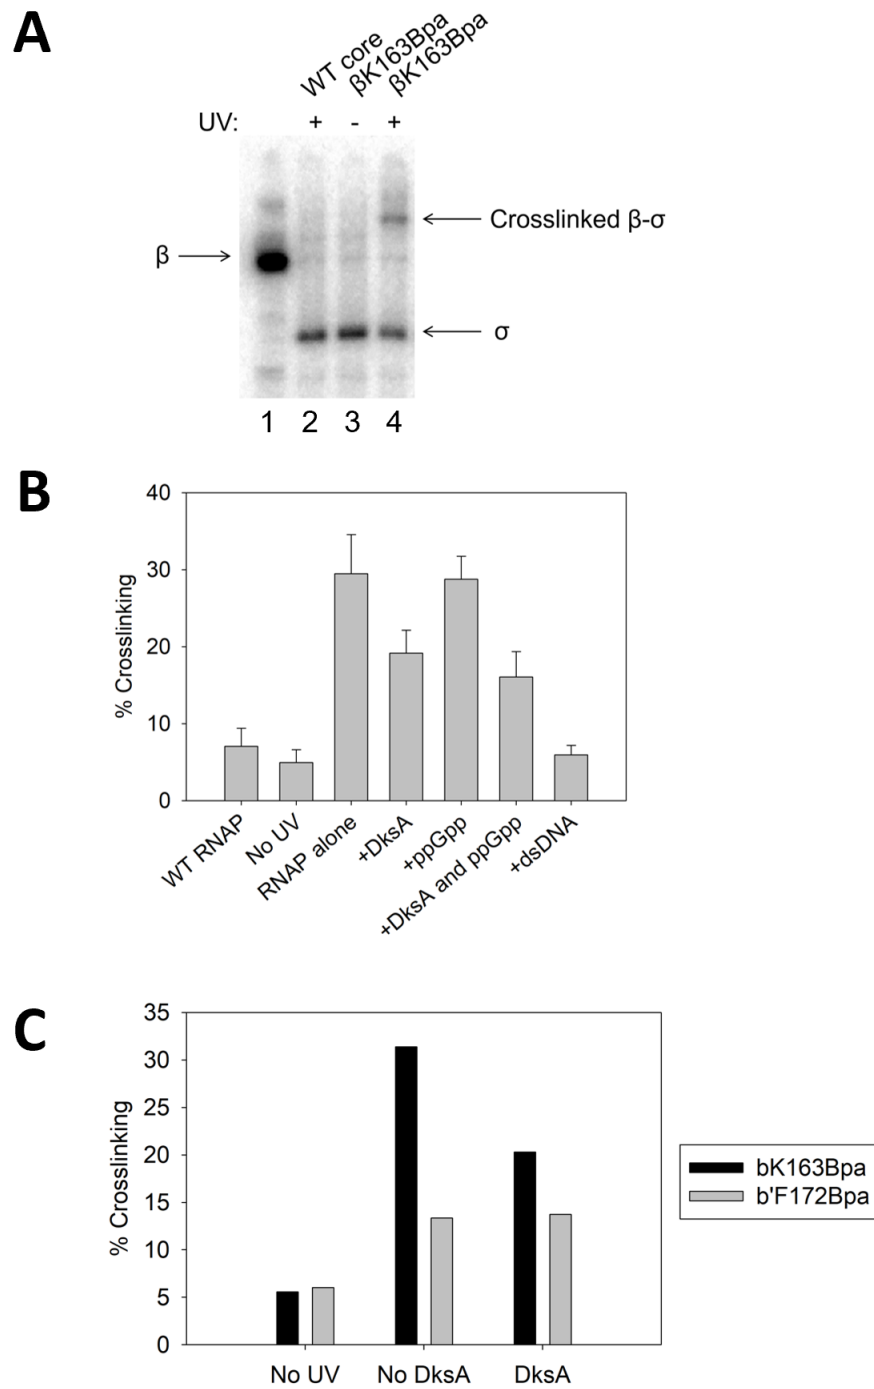 A
WT core
βK163Bpa
βK163Bpa
UV: + - +
Crosslinked β-σ
β
σ
1 2 3 4
B
40
30
20
10
0
% Crosslinking
WT RNAP
No UV
RNAP alone
+DksA
+ppGpp
+DksA and ppGpp
+dsDNA
C
35
30
25
20
15
10
5
0
% Crosslinking
No UV No DksA DksA
bK163Bpa
b'F172Bpa